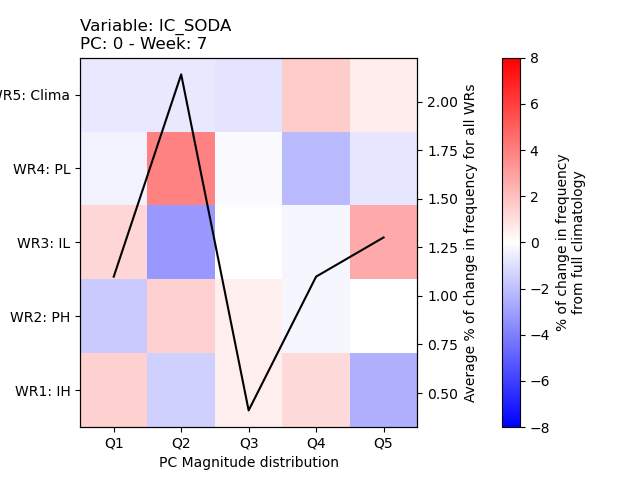 Variable: IC_SODA
PC: 0 - Week: 7
WR5: Clima
WR4: PL
WR3: IL
WR2: PH
WR1: IH
Q1 Q2 Q3 Q4 Q5
PC Magnitude distribution
2.00
1.75
1.50
1.25
1.00
0.75
0.50
Average % of change in frequency for all WRs
8
6
4
2
0
−2
−4
−6
−8
% of change in frequency
from full climatology